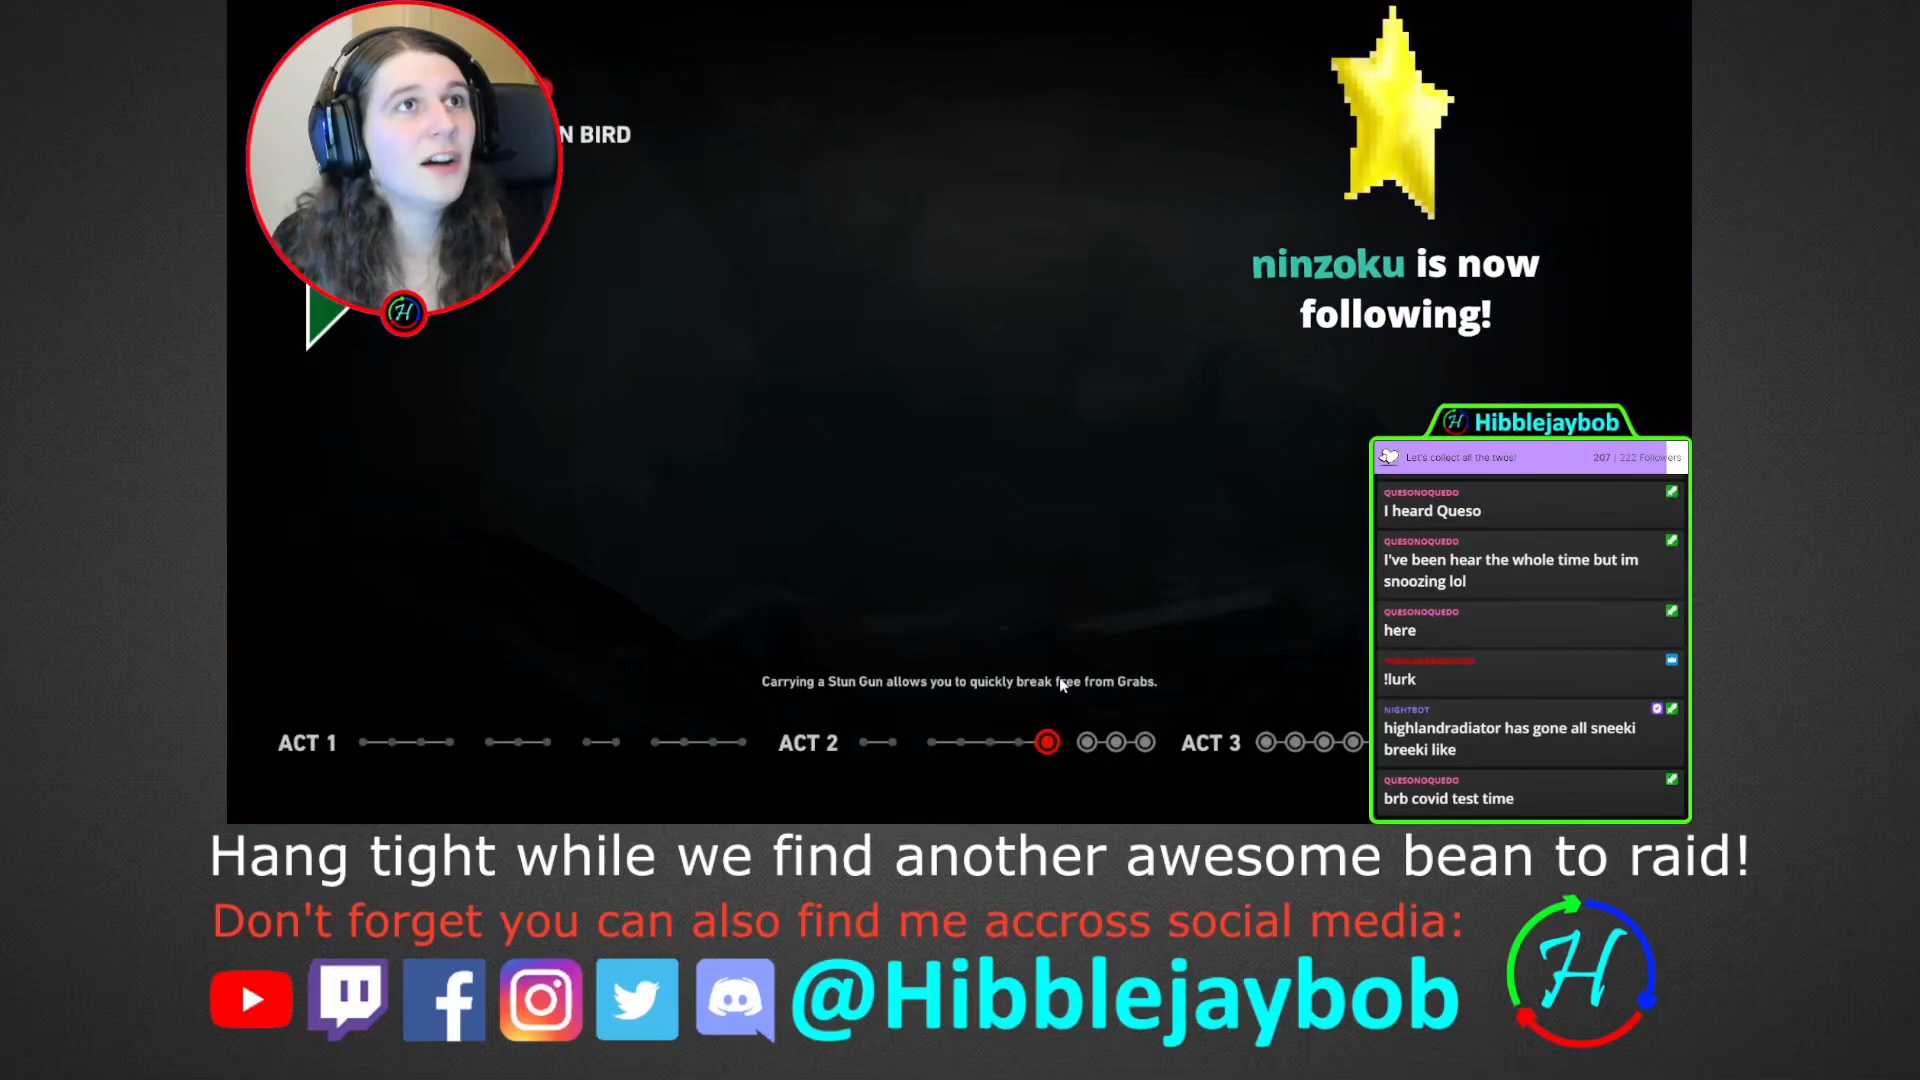 N BIRD
ninzoku is now
following!
Hibblejaybob
Let's collect all the twos!
207 / 222 Followers
QUESONOQUEDO
I heard Queso
QUESONOQUEDO
I've been hear the whole time but im
snoozing lol
QUESONOQUEDO
here
!lurk
NIGHTBOT
highlandradiator has gone all sneeki
breeki like
QUESONOQUEDO
brb covid test time
Carrying a Stun Gun allows you to quickly break free from Grabs.
ACT 1
ACT 2
ACT 3
Hang tight while we find another awesome bean to raid!
Don't forget you can also find me accross social media:
@Hibblejaybob
H